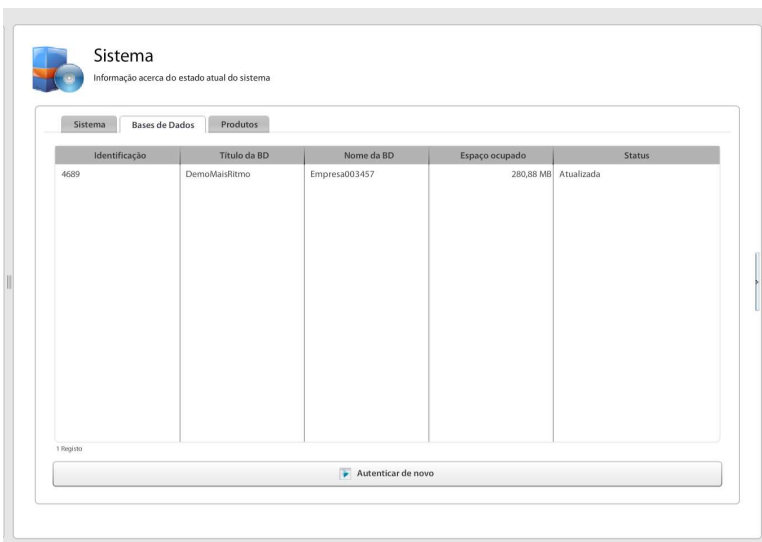 Sistema
Informação acerca do estado atual do sistema
Sistema Bases de Dados Produtos
Identificação Título da BD Nome da BD Espaço ocupado Status
4689 DemoMaisRitmo Empresa003457 280,88 MB Atualizada
1 Registo
Autenticar de novo